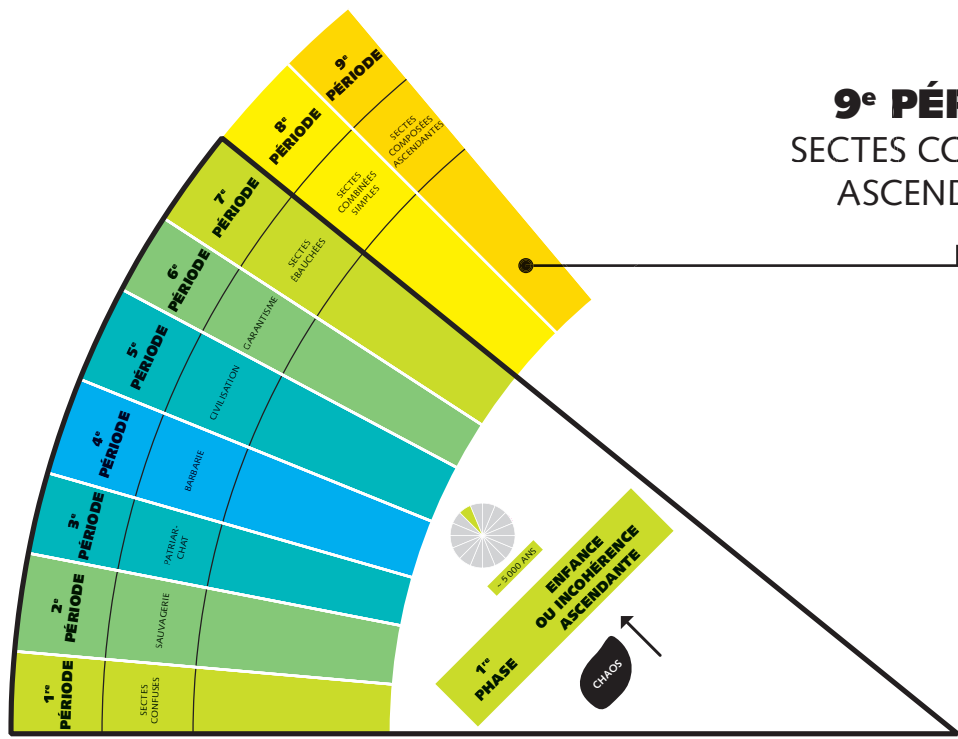 9e
PÉRIODE
SECTES
COMPOSÉES
ASCENDANTES
8e
PÉRIODE
SECTES
COMBINÉES
SIMPLES
7e
PÉRIODE
SECTES
ÉBAUCHÉES
6e
PÉRIODE
GARANTISME
5e
PÉRIODE
CIVILISATION
4e
PÉRIODE
BARBARIE
3e
PÉRIODE
PATRIAR-
CHAT
2e
PÉRIODE
SAUVAGERIE
1re
PÉRIODE
SECTES
CONFUSES
9e PÉR
SECTES CO
ASCEND
~ 5 000 ANS
1re
PHASE
ENFANCE
OU INCOHÉRENCE
ASCENDANTE
CHAOS